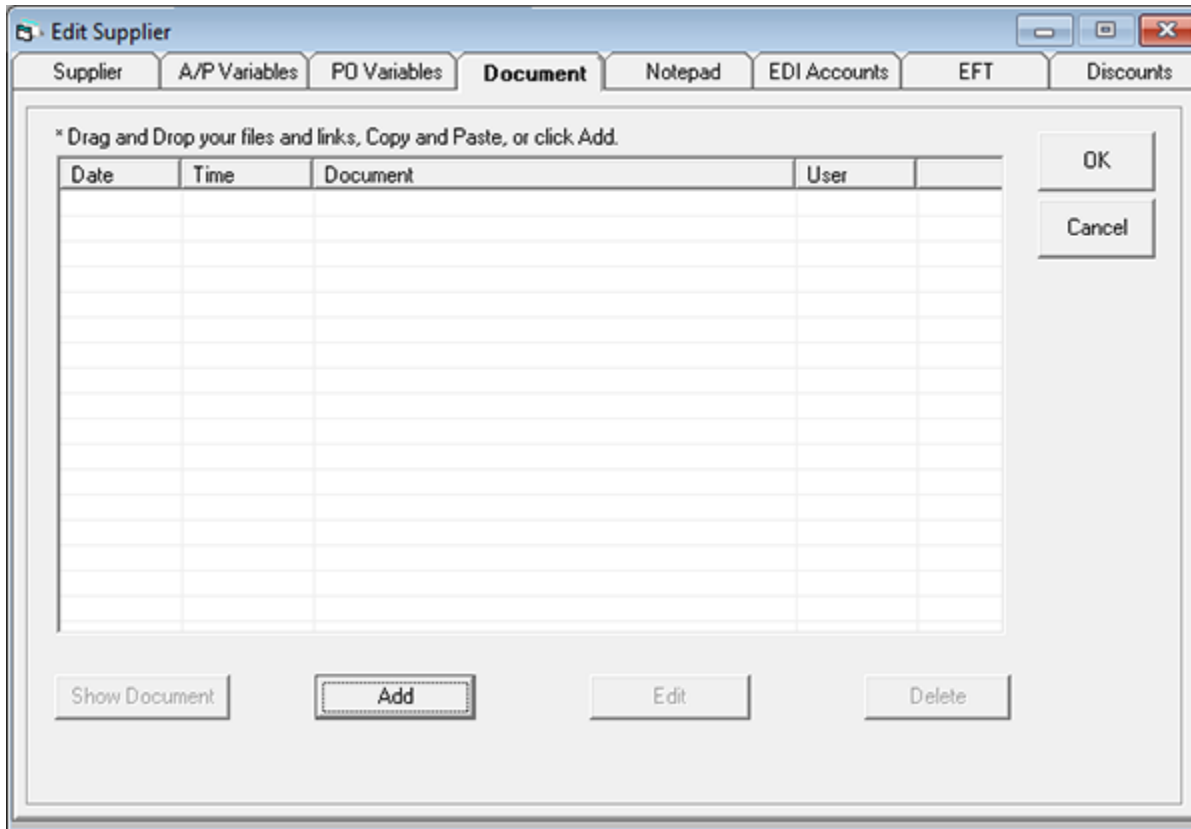 Edit Supplier
Supplier A/P Variables PO Variables Document Notepad EDI Accounts EFT Discounts
* Drag and Drop your files and links, Copy and Paste, or click Add.
Date Time Document User
OK
Cancel
Show Document Add Edit Delete